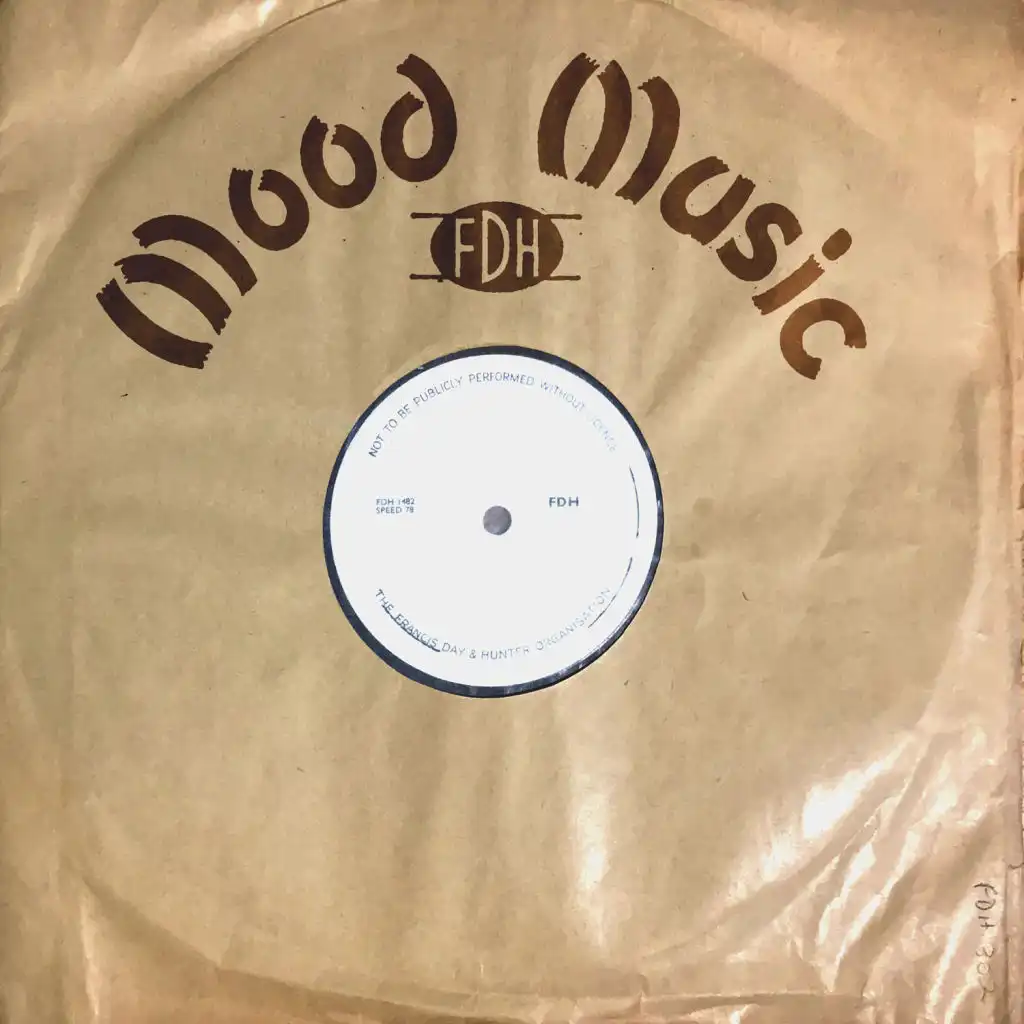 Mood Music
FDH
NOT TO BE PUBLICLY PERFORMED WITHOUT LICENCE
FDH 1482
SPEED 78
FDH
THE FRANCIS DAY & HUNTER ORGANISATION
FDH 302